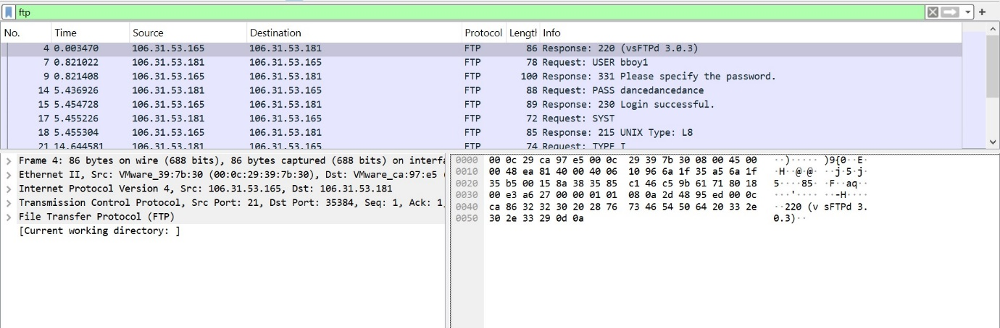 ftp
No. Time Source Destination Protocol Lengtl Info
4 0.003470 106.31.53.165 106.31.53.181 FTP 86 Response: 220 (vsFTPd 3.0.3)
7 0.821022 106.31.53.181 106.31.53.165 FTP 78 Request: USER bboy1
9 0.821408 106.31.53.165 106.31.53.181 FTP 100 Response: 331 Please specify the password.
14 5.436926 106.31.53.181 106.31.53.165 FTP 88 Request: PASS dancedancedance
15 5.454728 106.31.53.165 106.31.53.181 FTP 89 Response: 230 Login successful.
17 5.455226 106.31.53.181 106.31.53.165 FTP 72 Request: SYST
18 5.455304 106.31.53.165 106.31.53.181 FTP 85 Response: 215 UNIX Type: L8
21 14.644581 106.31.53.181 106.31.53.165 FTP 74 Request: TYPE I
Frame 4: 86 bytes on wire (688 bits), 86 bytes captured (688 bits) on interfa
Ethernet II, Src: VMware_39:7b:30 (00:0c:29:39:7b:30), Dst: VMware_ca:97:e5 (
Internet Protocol Version 4, Src: 106.31.53.165, Dst: 106.31.53.181
Transmission Control Protocol, Src Port: 21, Dst Port: 35384, Seq: 1, Ack: 1,
File Transfer Protocol (FTP)
[Current working directory: ]
0000 00 0c 29 ca 97 e5 00 0c 29 39 7b 30 08 00 45 00 ··)····· )9{0··E·
0010 00 48 ea 81 40 00 40 06 10 96 6a 1f 35 a5 6a 1f ·H··@·@· ··j·5·j·
0020 35 b5 00 15 8a 38 35 85 c1 46 c5 9b 61 71 80 18 5····85· ·F··aq··
0030 00 e3 a6 27 00 00 01 01 08 0a 2d 48 95 ed 00 0c ···'···· ··-H····
0040 ca 86 32 32 30 20 28 76 73 46 54 50 64 20 33 2e ··220 (v sFTPd 3.
0050 30 2e 33 29 0d 0a 0.3)··